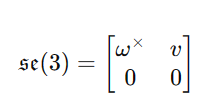 𝔰𝔢(3) = [ω^× v
0 0]